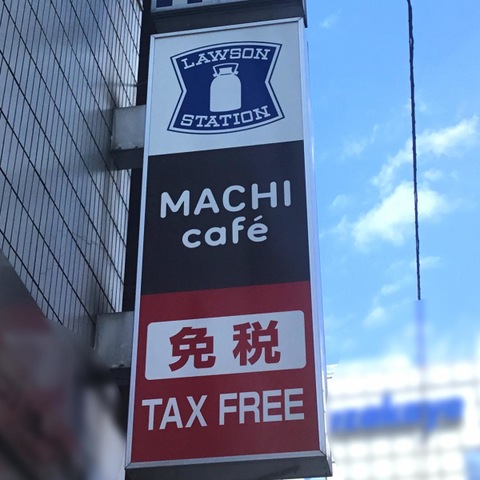 LAWSON
STATION
MACHI
café
免税
TAX FREE